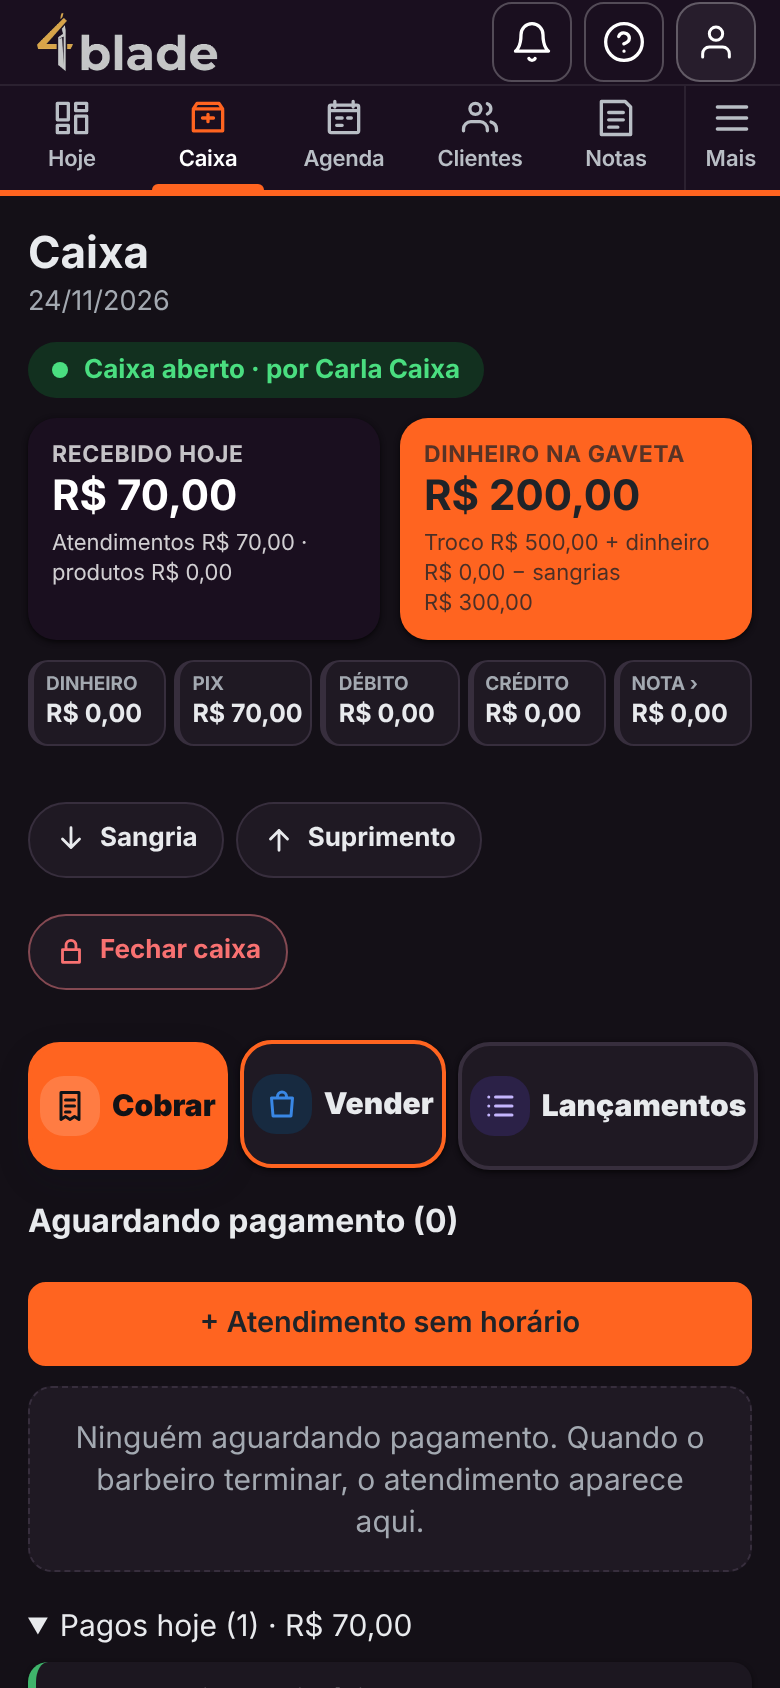 4blade
Hoje
Caixa
Agenda
Clientes
Notas
Mais
Caixa
24/11/2026
Caixa aberto · por Carla Caixa
RECEBIDO HOJE
R$ 70,00
Atendimentos R$ 70,00 ·
produtos R$ 0,00
DINHEIRO NA GAVETA
R$ 200,00
Troco R$ 500,00 + dinheiro
R$ 0,00 − sangrias
R$ 300,00
DINHEIRO
R$ 0,00
PIX
R$ 70,00
DÉBITO
R$ 0,00
CRÉDITO
R$ 0,00
NOTA ›
R$ 0,00
↓ Sangria
↑ Suprimento
Fechar caixa
Cobrar
Vender
Lançamentos
Aguardando pagamento (0)
+ Atendimento sem horário
Ninguém aguardando pagamento. Quando o
barbeiro terminar, o atendimento aparece
aqui.
▼ Pagos hoje (1) · R$ 70,00